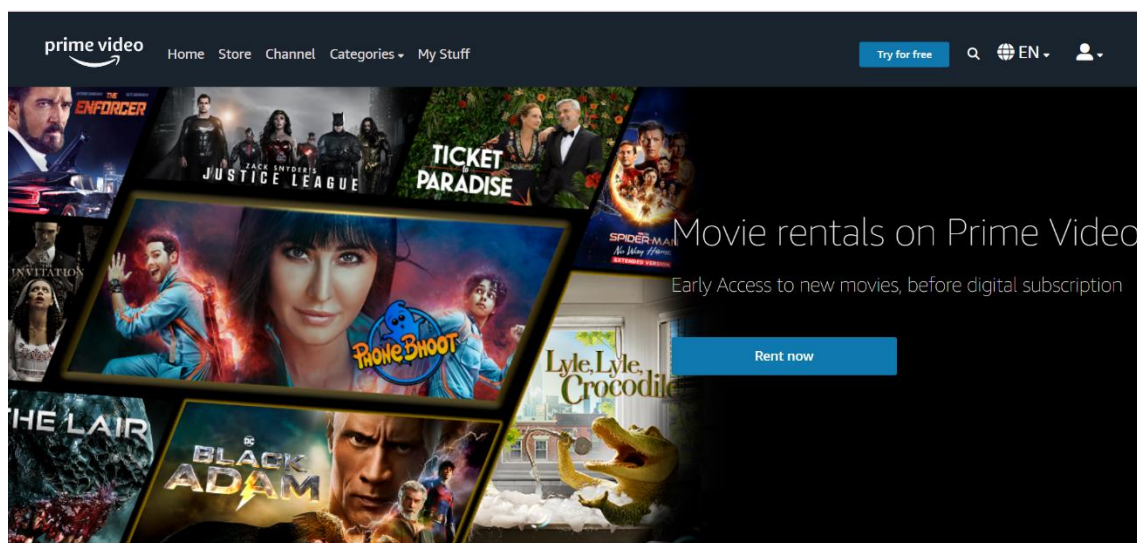 prime video
Home Store Channel Categories My Stuff
Try for free
EN
THE
ENFORCER
ZACK SNYDER'S
JUSTICE LEAGUE
TICKET
to
PARADISE
SPIDER-MAN
No Way Home
EXTENDED VERSION
THE
INVITATION
PHONE BHOOT
Lyle, Lyle,
Crocodile
THE LAIR
DC
BLACK
ADAM
Movie rentals on Prime Video
Early Access to new movies, before digital subscription
Rent now